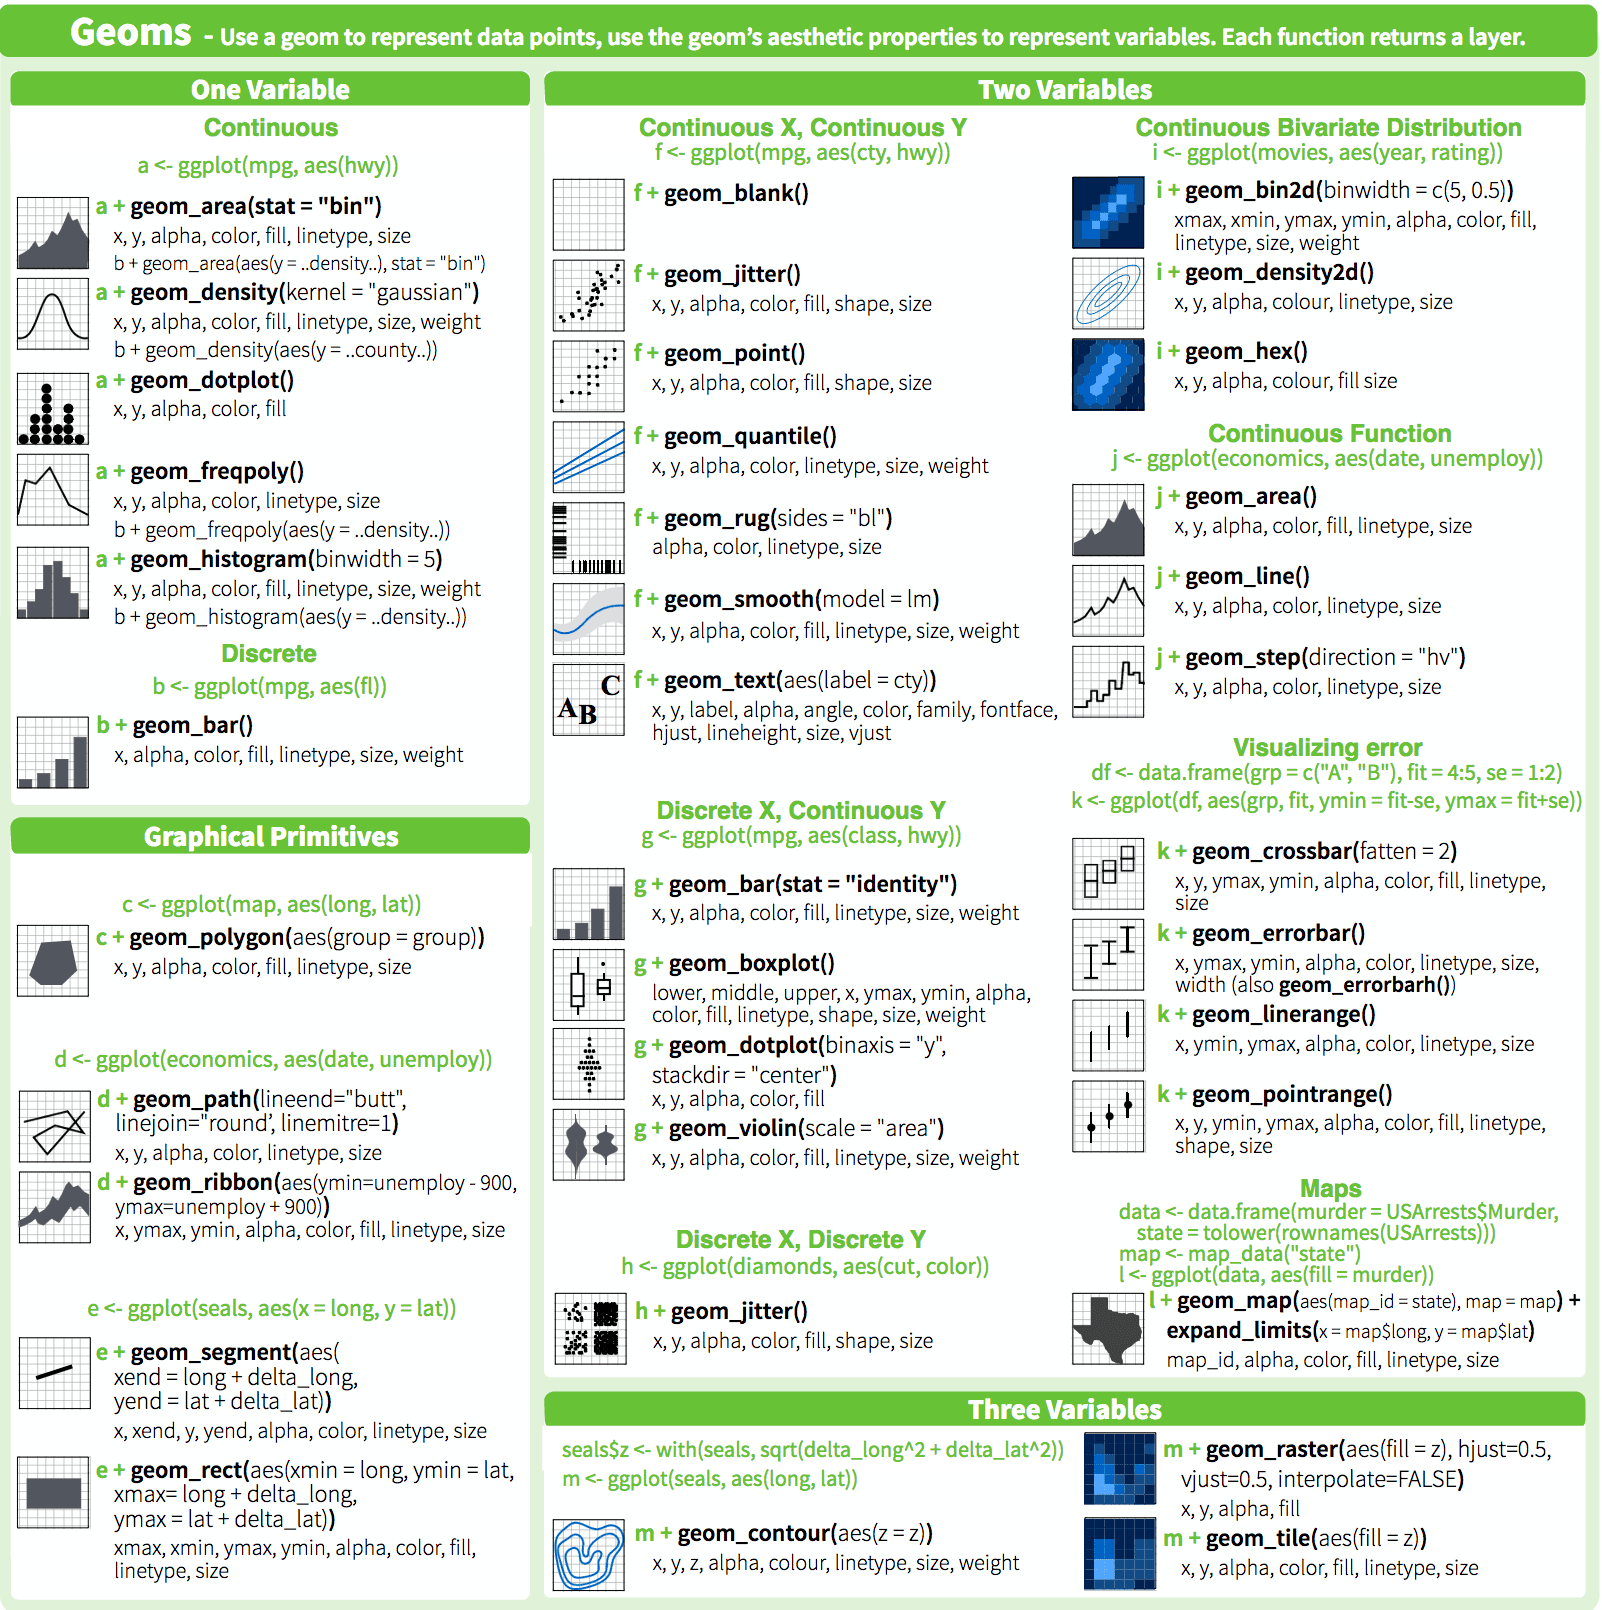 Geoms - Use a geom to represent data points, use the geom's aesthetic properties to represent variables. Each function returns a layer.
One Variable
Continuous
a <- ggplot(mpg, aes(hwy))
a + geom_area(stat = "bin")
x, y, alpha, color, fill, linetype, size
b + geom_area(aes(y = ..density..), stat = "bin")
a + geom_density(kernel = "gaussian")
x, y, alpha, color, fill, linetype, size, weight
b + geom_density(aes(y = ..county..))
a + geom_dotplot()
x, y, alpha, color, fill
a + geom_freqpoly()
x, y, alpha, color, linetype, size
b + geom_freqpoly(aes(y = ..density..))
a + geom_histogram(binwidth = 5)
x, y, alpha, color, fill, linetype, size, weight
b + geom_histogram(aes(y = ..density..))
Discrete
b <- ggplot(mpg, aes(fl))
b + geom_bar()
x, alpha, color, fill, linetype, size, weight
Graphical Primitives
c <- ggplot(map, aes(long, lat))
c + geom_polygon(aes(group = group))
x, y, alpha, color, fill, linetype, size
d <- ggplot(economics, aes(date, unemploy))
d + geom_path(lineend="butt",
linejoin="round', linemitre=1)
x, y, alpha, color, linetype, size
d + geom_ribbon(aes(ymin=unemploy - 900,
ymax=unemploy + 900))
x, ymax, ymin, alpha, color, fill, linetype, size
e <- ggplot(seals, aes(x = long, y = lat))
e + geom_segment(aes(
xend = long + delta_long,
yend = lat + delta_lat))
x, xend, y, yend, alpha, color, linetype, size
e + geom_rect(aes(xmin = long, ymin = lat,
xmax= long + delta_long,
ymax = lat + delta_lat))
xmax, xmin, ymax, ymin, alpha, color, fill,
linetype, size
Two Variables
Continuous X, Continuous Y
f <- ggplot(mpg, aes(cty, hwy))
f + geom_blank()
f + geom_jitter()
x, y, alpha, color, fill, shape, size
f + geom_point()
x, y, alpha, color, fill, shape, size
f + geom_quantile()
x, y, alpha, color, linetype, size, weight
f + geom_rug(sides = "bl")
alpha, color, linetype, size
f + geom_smooth(model = lm)
x, y, alpha, color, fill, linetype, size, weight
A B C
f + geom_text(aes(label = cty))
x, y, label, alpha, angle, color, family, fontface,
hjust, lineheight, size, vjust
Discrete X, Continuous Y
g <- ggplot(mpg, aes(class, hwy))
g + geom_bar(stat = "identity")
x, y, alpha, color, fill, linetype, size, weight
g + geom_boxplot()
lower, middle, upper, x, ymax, ymin, alpha,
color, fill, linetype, shape, size, weight
g + geom_dotplot(binaxis = "y",
stackdir = "center")
x, y, alpha, color, fill
g + geom_violin(scale = "area")
x, y, alpha, color, fill, linetype, size, weight
Discrete X, Discrete Y
h <- ggplot(diamonds, aes(cut, color))
h + geom_jitter()
x, y, alpha, color, fill, shape, size
Continuous Bivariate Distribution
i <- ggplot(movies, aes(year, rating))
i + geom_bin2d(binwidth = c(5, 0.5))
xmax, xmin, ymax, ymin, alpha, color, fill,
linetype, size, weight
i + geom_density2d()
x, y, alpha, colour, linetype, size
i + geom_hex()
x, y, alpha, colour, fill size
Continuous Function
j <- ggplot(economics, aes(date, unemploy))
j + geom_area()
x, y, alpha, color, fill, linetype, size
j + geom_line()
x, y, alpha, color, linetype, size
j + geom_step(direction = "hv")
x, y, alpha, color, linetype, size
Visualizing error
df <- data.frame(grp = c("A", "B"), fit = 4:5, se = 1:2)
k <- ggplot(df, aes(grp, fit, ymin = fit-se, ymax = fit+se))
k + geom_crossbar(fatten = 2)
x, y, ymax, ymin, alpha, color, fill, linetype,
size
k + geom_errorbar()
x, ymax, ymin, alpha, color, linetype, size,
width (also geom_errorbarh())
k + geom_linerange()
x, ymin, ymax, alpha, color, linetype, size
k + geom_pointrange()
x, y, ymin, ymax, alpha, color, fill, linetype,
shape, size
Maps
data <- data.frame(murder = USArrests$Murder,
state = tolower(rownames(USArrests)))
map <- map_data("state")
l <- ggplot(data, aes(fill = murder))
l + geom_map(aes(map_id = state), map = map) +
expand_limits(x = map$long, y = map$lat)
map_id, alpha, color, fill, linetype, size
Three Variables
seals$z <- with(seals, sqrt(delta_long^2 + delta_lat^2))
m <- ggplot(seals, aes(long, lat))
m + geom_contour(aes(z = z))
x, y, z, alpha, colour, linetype, size, weight
m + geom_raster(aes(fill = z), hjust=0.5,
vjust=0.5, interpolate=FALSE)
x, y, alpha, fill
m + geom_tile(aes(fill = z))
x, y, alpha, color, fill, linetype, size